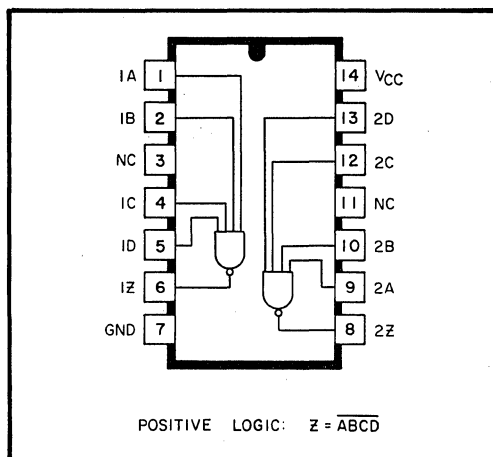 1A 1 14 VCC
1B 2 13 2D
NC 3 12 2C
1C 4 11 NC
1D 5 10 2B
1Z 6 9 2A
GND 7 8 2Z
POSITIVE LOGIC: Z = A̅B̅C̅D̅